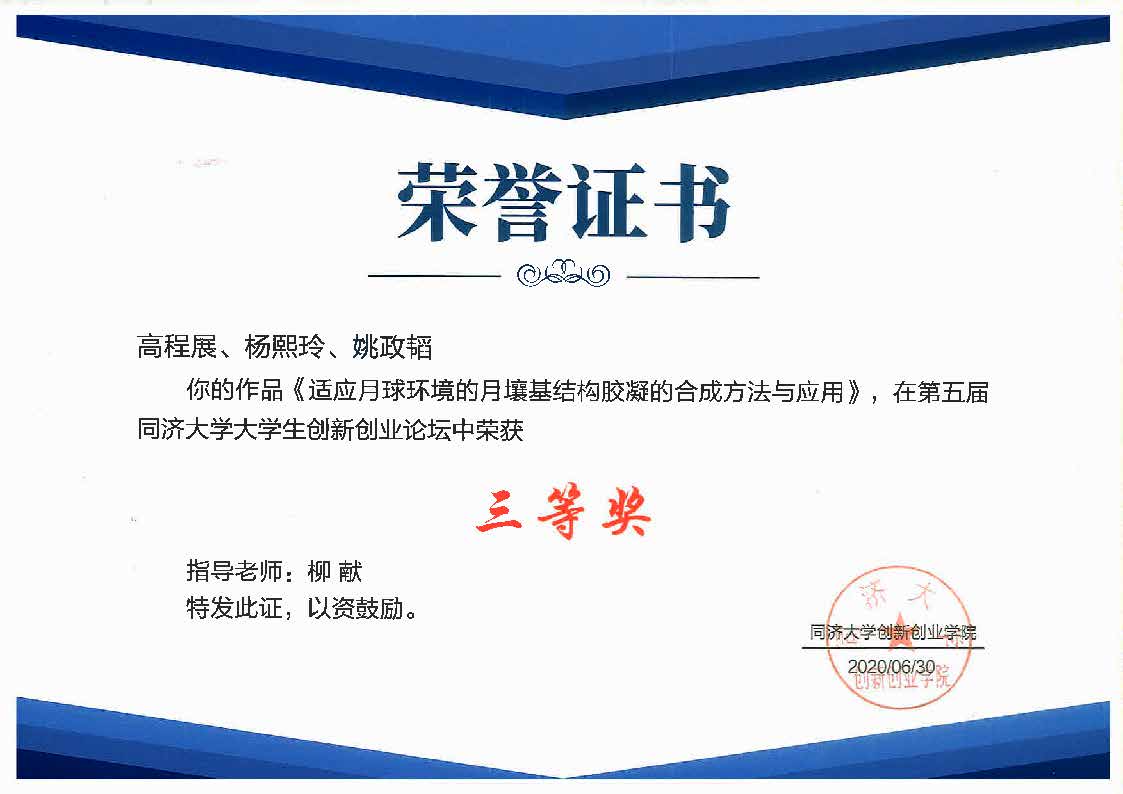 荣誉证书
高程展、杨熙玲、姚政韬
你的作品《适应月球环境的月壤基结构胶凝的合成方法与应用》，在第五届
同济大学大学生创新创业论坛中荣获
三等奖
指导老师：柳 献
特发此证，以资鼓励。
济大
同济大学创新创业学院
2020/06/30
创新创业学院